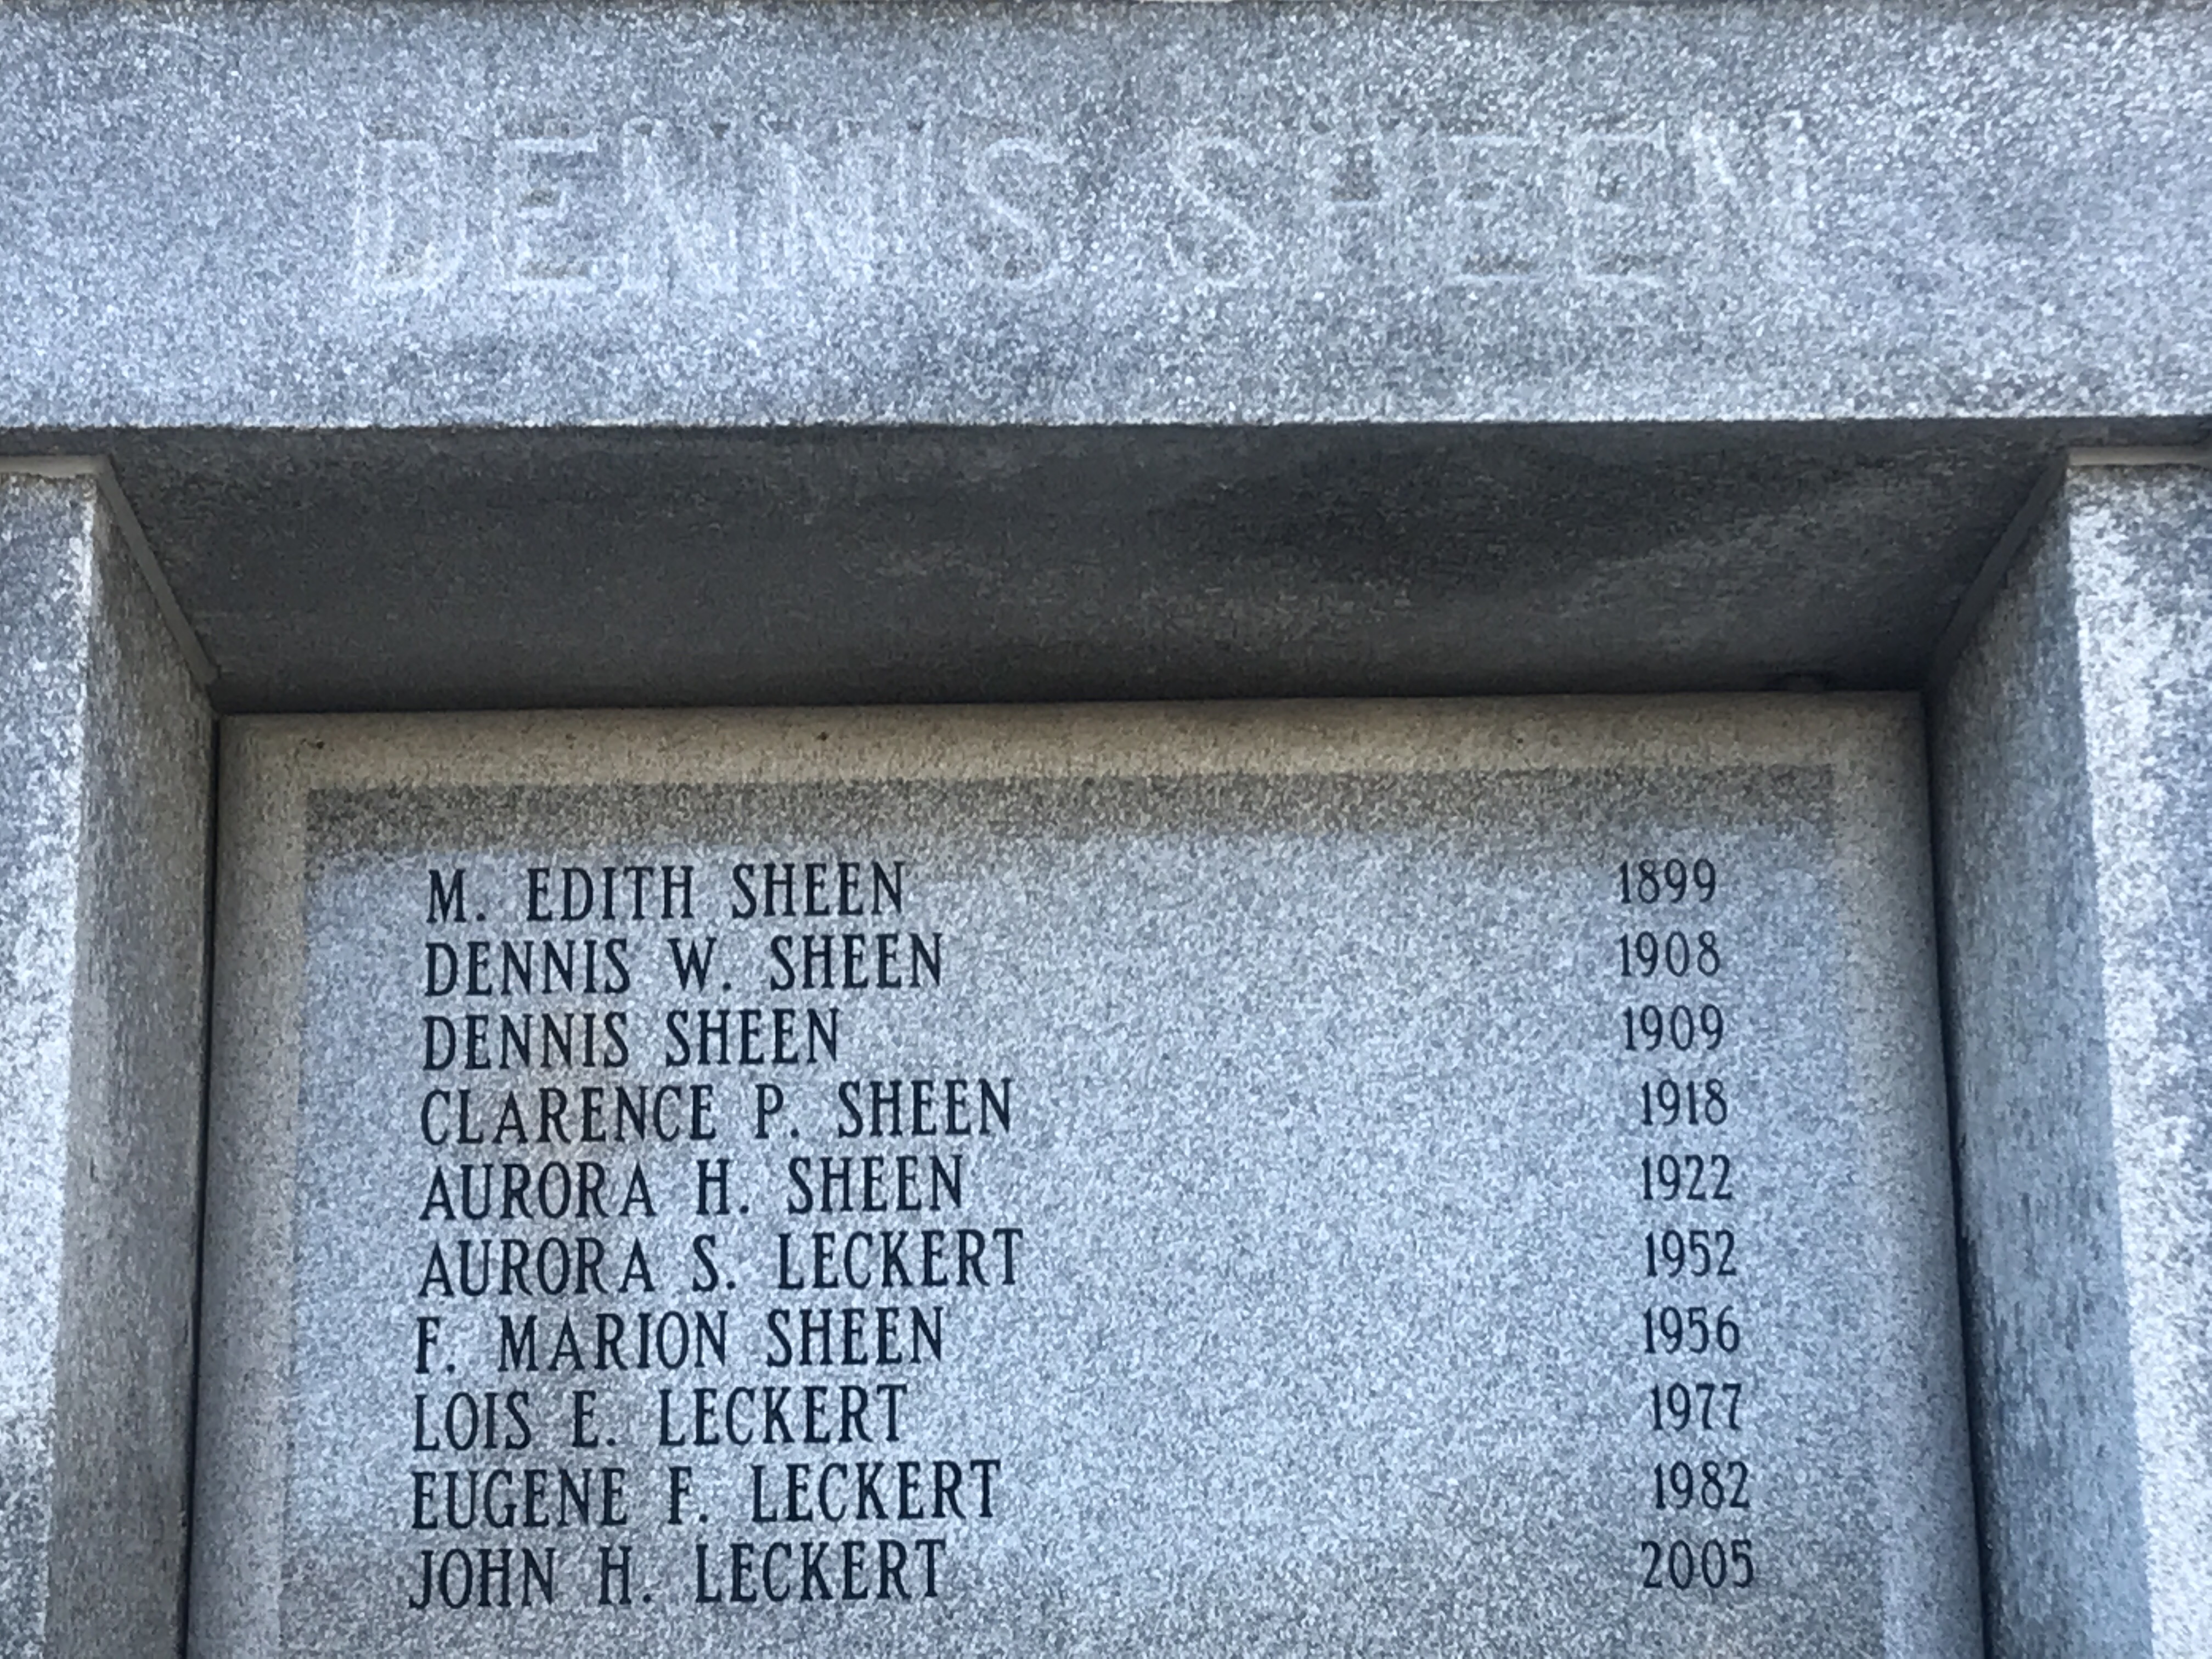 DENNIS SHEEN
M. EDITH SHEEN 1899
DENNIS W. SHEEN 1908
DENNIS SHEEN 1909
CLARENCE P. SHEEN 1918
AURORA H. SHEEN 1922
AURORA S. LECKERT 1952
F. MARION SHEEN 1956
LOIS E. LECKERT 1977
EUGENE F. LECKERT 1982
JOHN H. LECKERT 2005